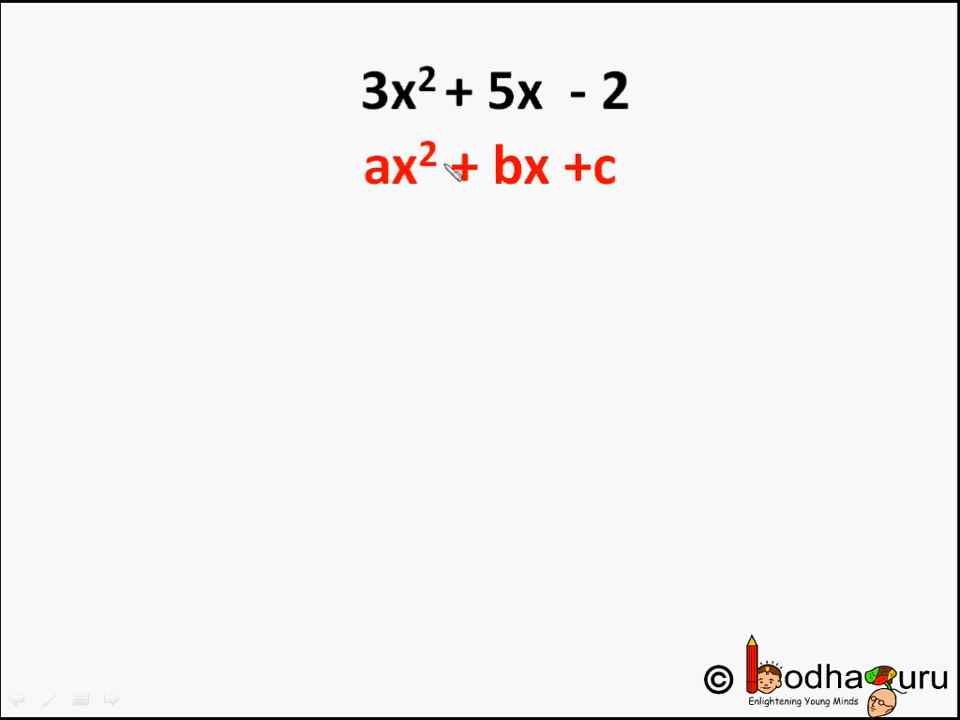 3x² + 5x - 2
ax² + bx +c
© BodhaGuru
Enlightening Young Minds